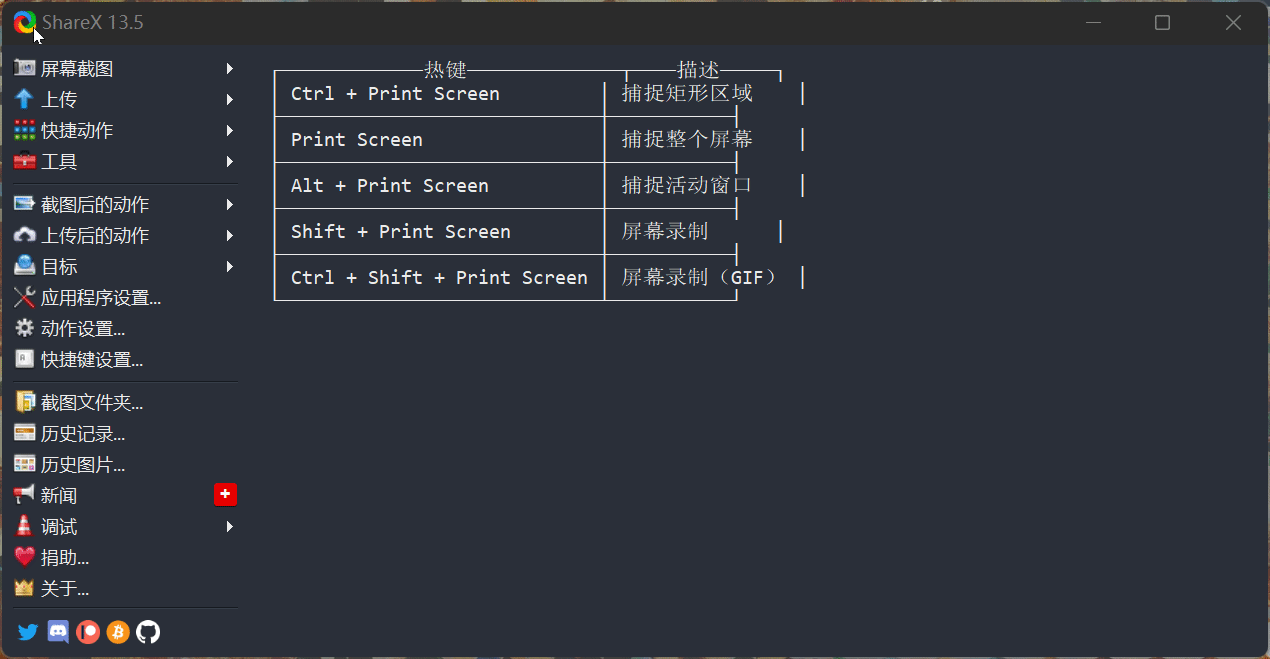 ShareX 13.5
屏幕截图
上传
快捷动作
工具
截图后的动作
上传后的动作
目标
应用程序设置...
动作设置...
快捷键设置...
截图文件夹...
历史记录...
历史图片...
新闻
调试
捐助...
关于...
热键 描述
Ctrl + Print Screen 捕捉矩形区域
Print Screen 捕捉整个屏幕
Alt + Print Screen 捕捉活动窗口
Shift + Print Screen 屏幕录制
Ctrl + Shift + Print Screen 屏幕录制（GIF）